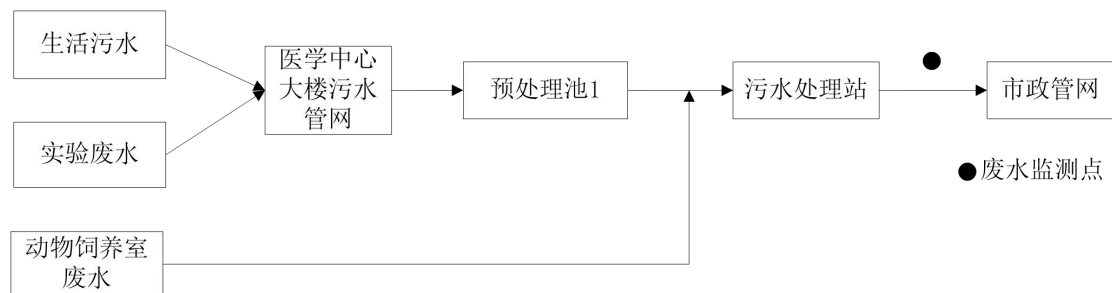 生活污水
医学中心
大楼污水
管网
预处理池1
污水处理站
市政管网
实验废水
废水监测点
动物饲养室
废水